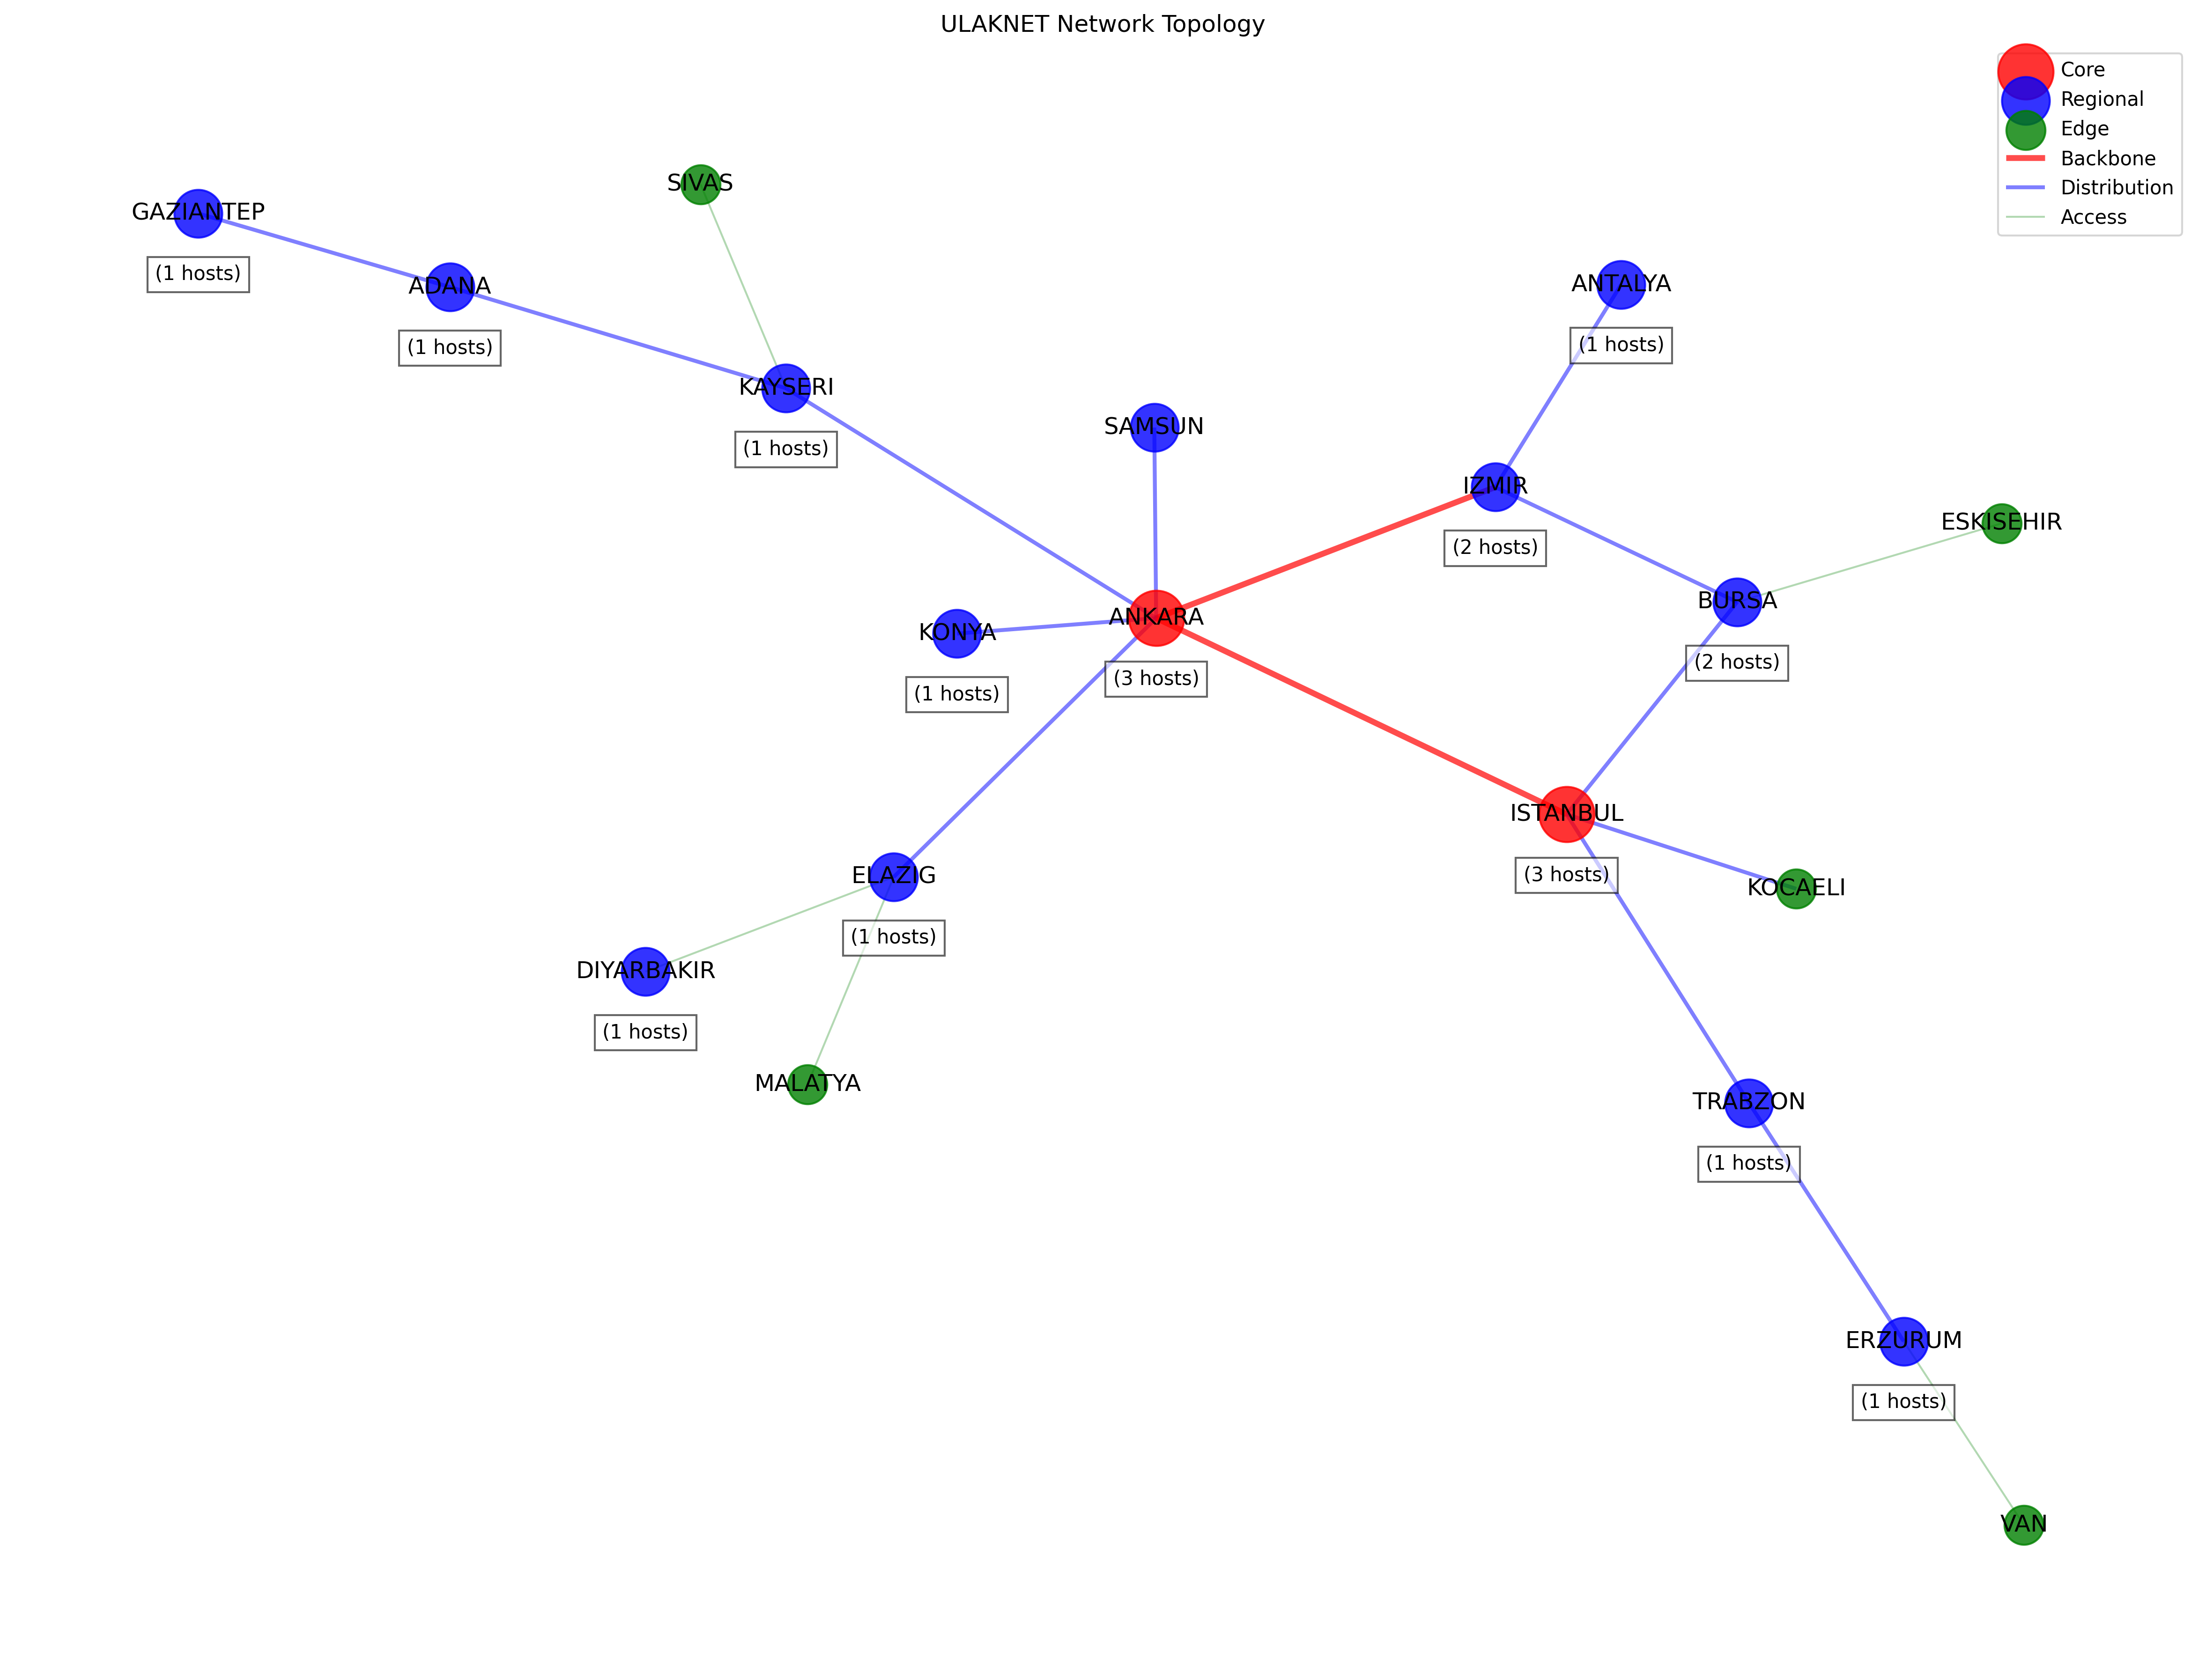 ULAKNET Network Topology
Core
Regional
Edge
Backbone
Distribution
Access
SIVAS
GAZIANTEP
(1 hosts)
ADANA
(1 hosts)
ANTALYA
(1 hosts)
KAYSERI
(1 hosts)
SAMSUN
IZMIR
(2 hosts)
ESKISEHIR
BURSA
(2 hosts)
ANKARA
(3 hosts)
KONYA
(1 hosts)
ISTANBUL
(3 hosts)
KOCAELI
ELAZIG
(1 hosts)
DIYARBAKIR
(1 hosts)
MALATYA
TRABZON
(1 hosts)
ERZURUM
(1 hosts)
VAN